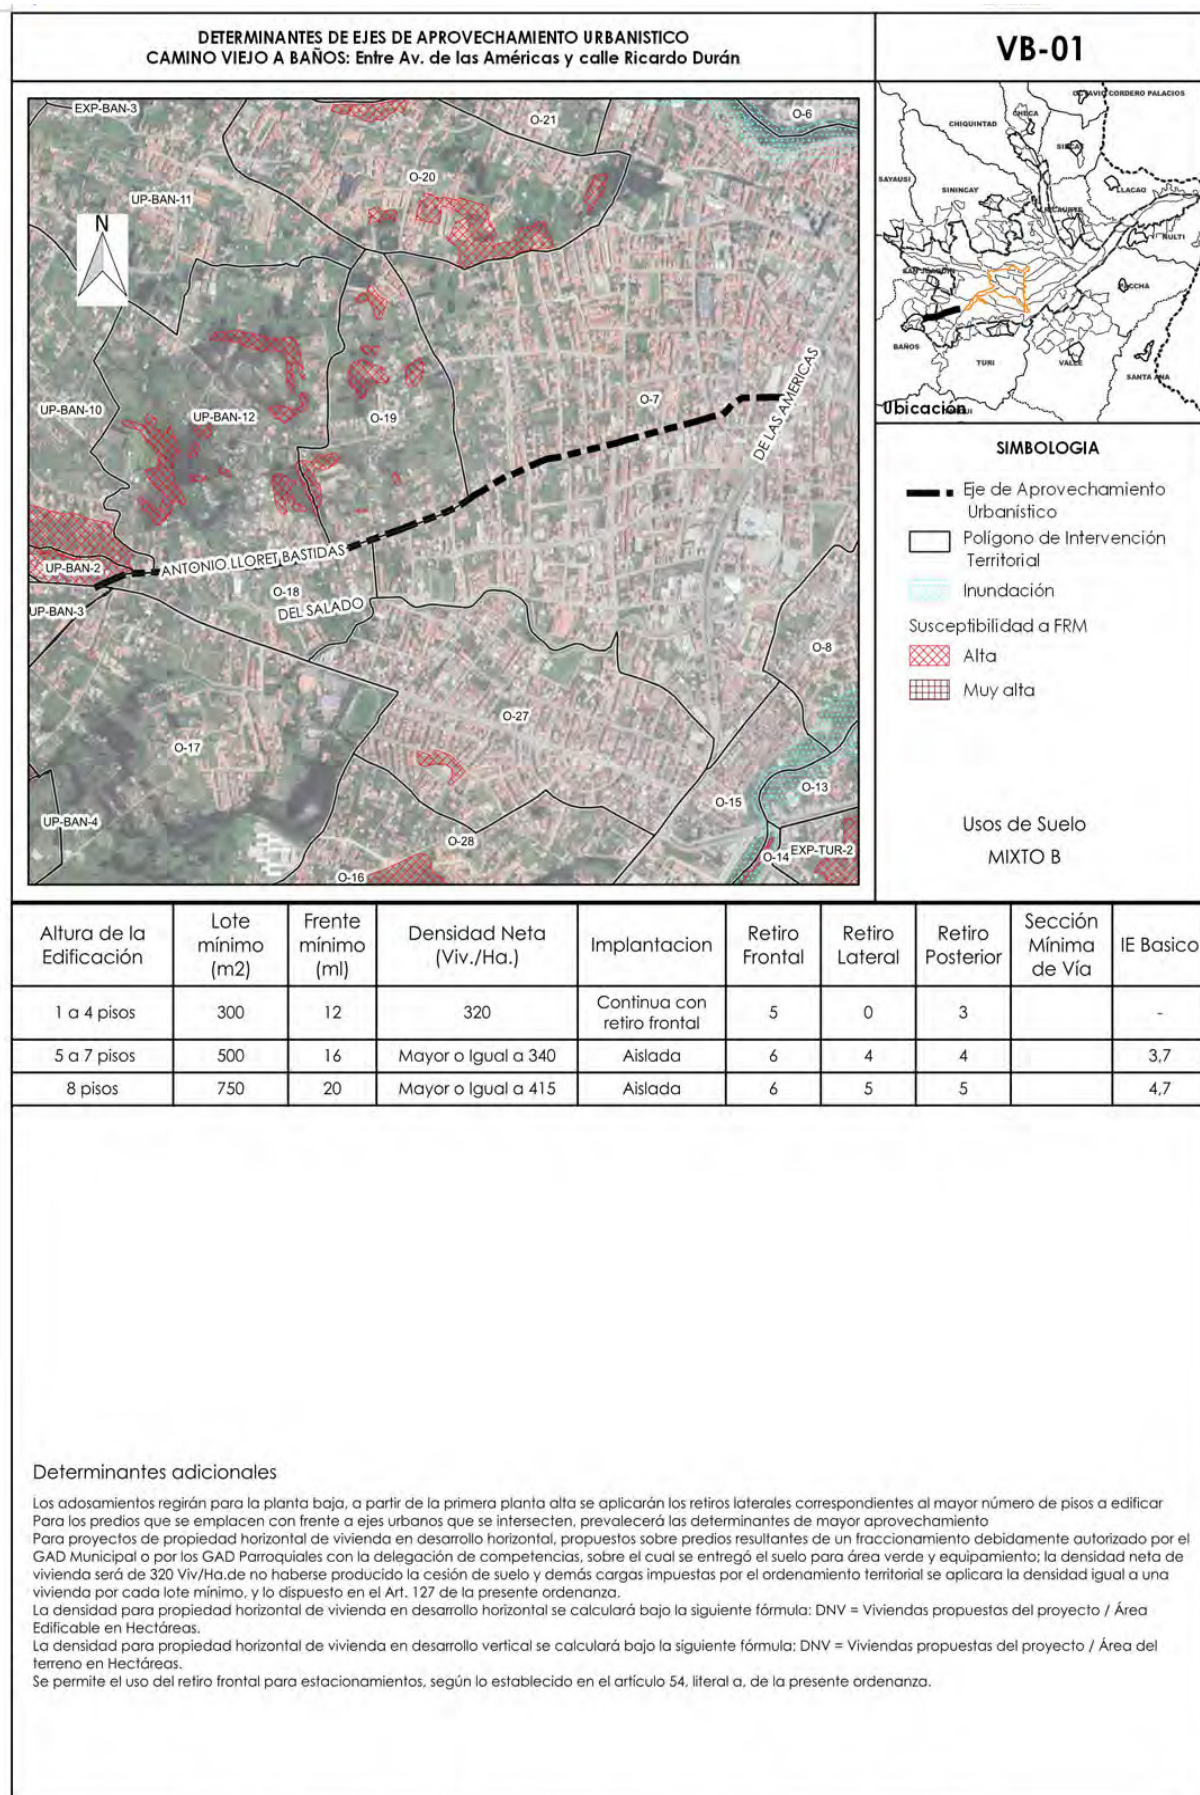 DETERMINANTES DE EJES DE APROVECHAMIENTO URBANISTICO
CAMINO VIEJO A BAÑOS: Entre Av. de las Américas y calle Ricardo Durán
VB-01
EXP-BAN-3
O-21
O-6
O-20
UP-BAN-11
N
UP-BAN-10
UP-BAN-12
O-19
O-7
DE LAS AMERICAS
UP-BAN-2
ANTONIO LLORET BASTIDAS
O-18
UP-BAN-3
DEL SALADO
O-8
O-27
O-17
O-13
O-15
UP-BAN-4
O-28
O-14
EXP-TUR-2
O-16
OCTAVIO CORDERO PALACIOS
CHECA
CHIQUINTAD
SAYAUSI
SININCAY
LLACAO
NULTI
SAN JOAQUIN
PACCHA
BAÑOS
TURI
VALLE
SANTA ANA
Ubicación
SIMBOLOGIA
Eje de Aprovechamiento
Urbanístico
Polígono de Intervención
Territorial
Inundación
Susceptibilidad a FRM
Alta
Muy alta
Usos de Suelo
MIXTO B
Altura de la Edificación | Lote mínimo (m2) | Frente mínimo (ml) | Densidad Neta (Viv./Ha.) | Implantacion | Retiro Frontal | Retiro Lateral | Retiro Posterior | Sección Mínima de Vía | IE Basico
1 a 4 pisos | 300 | 12 | 320 | Continua con retiro frontal | 5 | 0 | 3 | | -
5 a 7 pisos | 500 | 16 | Mayor o Igual a 340 | Aislada | 6 | 4 | 4 | | 3,7
8 pisos | 750 | 20 | Mayor o Igual a 415 | Aislada | 6 | 5 | 5 | | 4,7
Determinantes adicionales
Los adosamientos regirán para la planta baja, a partir de la primera planta alta se aplicarán los retiros laterales correspondientes al mayor número de pisos a edificar
Para los predios que se emplacen con frente a ejes urbanos que se intersecten, prevalecerá las determinantes de mayor aprovechamiento
Para proyectos de propiedad horizontal de vivienda en desarrollo horizontal, propuestos sobre predios resultantes de un fraccionamiento debidamente autorizado por el
GAD Municipal o por los GAD Parroquiales con la delegación de competencias, sobre el cual se entregó el suelo para área verde y equipamiento; la densidad neta de
vivienda será de 320 Viv/Ha.de no haberse producido la cesión de suelo y demás cargas impuestas por el ordenamiento territorial se aplicara la densidad igual a una
vivienda por cada lote mínimo, y lo dispuesto en el Art. 127 de la presente ordenanza.
La densidad para propiedad horizontal de vivienda en desarrollo horizontal se calculará bajo la siguiente fórmula: DNV = Viviendas propuestas del proyecto / Área
Edificable en Hectáreas.
La densidad para propiedad horizontal de vivienda en desarrollo vertical se calculará bajo la siguiente fórmula: DNV = Viviendas propuestas del proyecto / Área del
terreno en Hectáreas.
Se permite el uso del retiro frontal para estacionamientos, según lo establecido en el artículo 54, literal a, de la presente ordenanza.